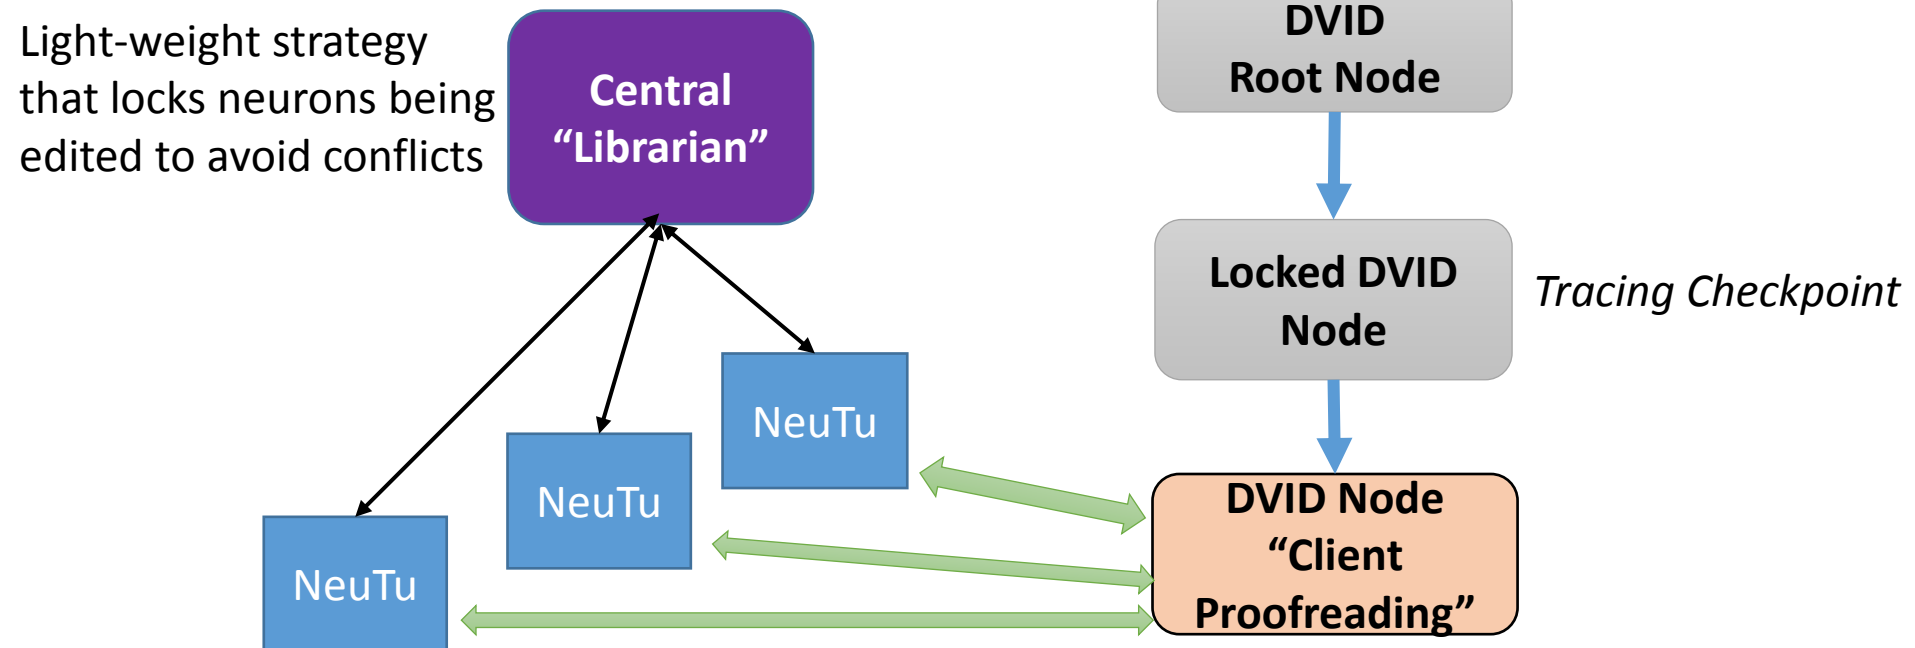 Light-weight strategy
that locks neurons being
edited to avoid conflicts
Central
“Librarian”
DVID
Root Node
Locked DVID
Node
Tracing Checkpoint
NeuTu
NeuTu
NeuTu
DVID Node
“Client
Proofreading”